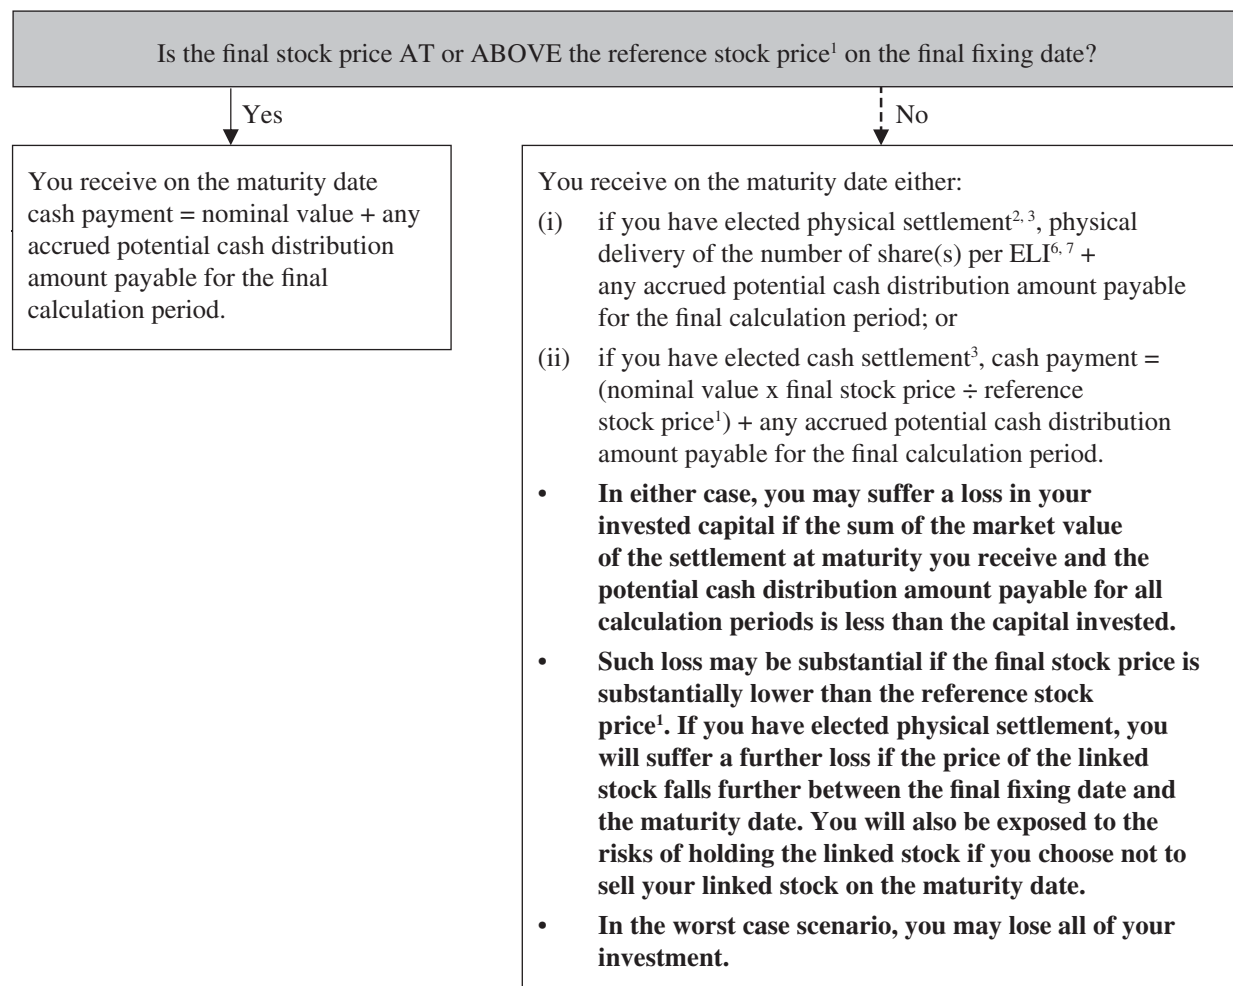 Is the final stock price AT or ABOVE the reference stock price¹ on the final fixing date?
Yes
No
You receive on the maturity date
cash payment = nominal value + any
accrued potential cash distribution
amount payable for the final
calculation period.
You receive on the maturity date either:
(i) if you have elected physical settlement², ³, physical
delivery of the number of share(s) per ELI⁶, ⁷ +
any accrued potential cash distribution amount payable
for the final calculation period; or
(ii) if you have elected cash settlement³, cash payment =
(nominal value x final stock price ÷ reference
stock price¹) + any accrued potential cash distribution
amount payable for the final calculation period.
• In either case, you may suffer a loss in your
invested capital if the sum of the market value
of the settlement at maturity you receive and the
potential cash distribution amount payable for all
calculation periods is less than the capital invested.
• Such loss may be substantial if the final stock price is
substantially lower than the reference stock
price¹. If you have elected physical settlement, you
will suffer a further loss if the price of the linked
stock falls further between the final fixing date and
the maturity date. You will also be exposed to the
risks of holding the linked stock if you choose not to
sell your linked stock on the maturity date.
• In the worst case scenario, you may lose all of your
investment.